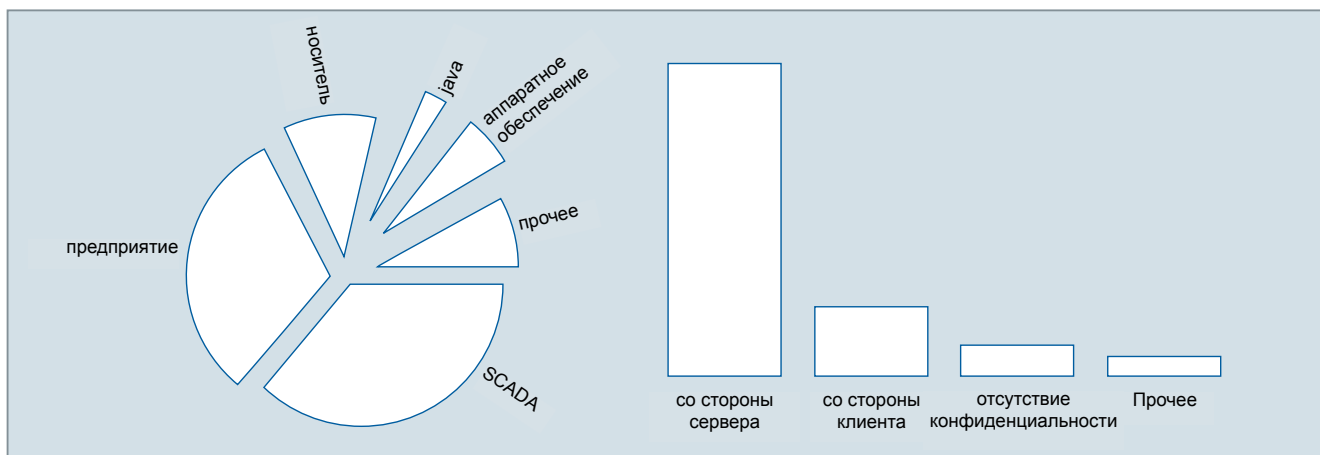 носитель
java
аппаратное
обеспечение
прочее
предприятие
SCADA
со стороны
сервера
со стороны
клиента
отсутствие
конфиденциальности
Прочее